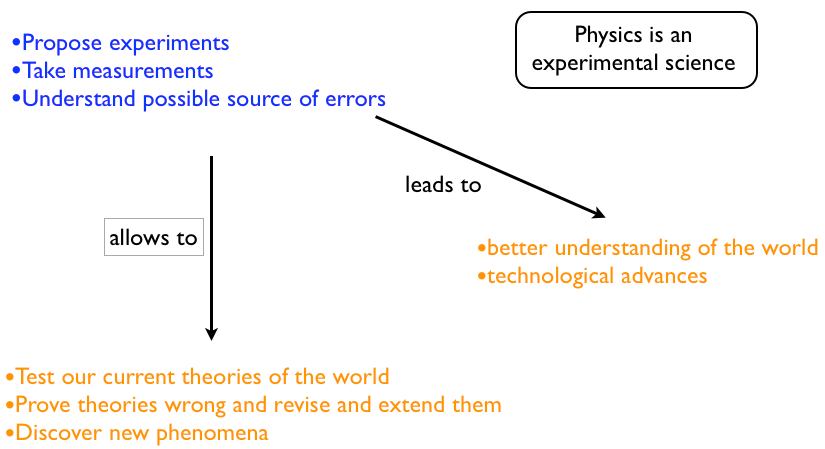 Physics is an
experimental science
•Propose experiments
•Take measurements
•Understand possible source of errors
leads to
allows to
•better understanding of the world
•technological advances
•Test our current theories of the world
•Prove theories wrong and revise and extend them
•Discover new phenomena